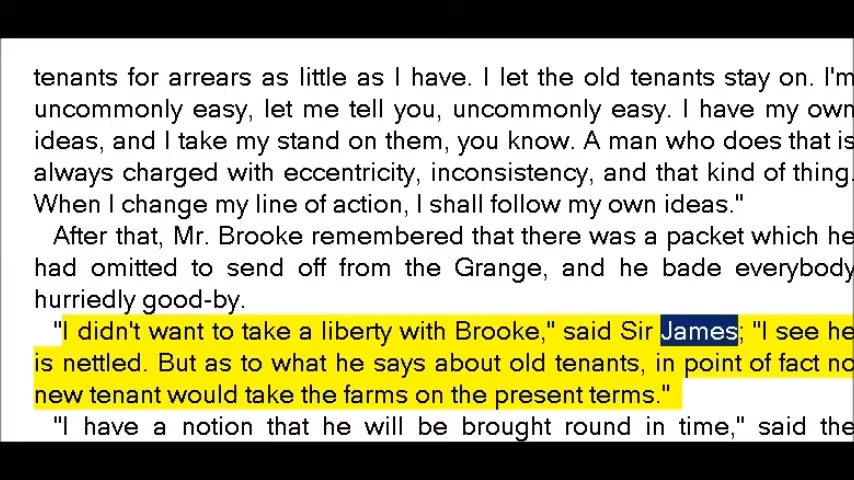 tenants for arrears as little as I have. I let the old tenants stay on. I'm
uncommonly easy, let me tell you, uncommonly easy. I have my own
ideas, and I take my stand on them, you know. A man who does that is
always charged with eccentricity, inconsistency, and that kind of thing.
When I change my line of action, I shall follow my own ideas."
After that, Mr. Brooke remembered that there was a packet which he
had omitted to send off from the Grange, and he bade everybody
hurriedly good-by.
"I didn't want to take a liberty with Brooke," said Sir James; "I see he
is nettled. But as to what he says about old tenants, in point of fact no
new tenant would take the farms on the present terms."
"I have a notion that he will be brought round in time," said the